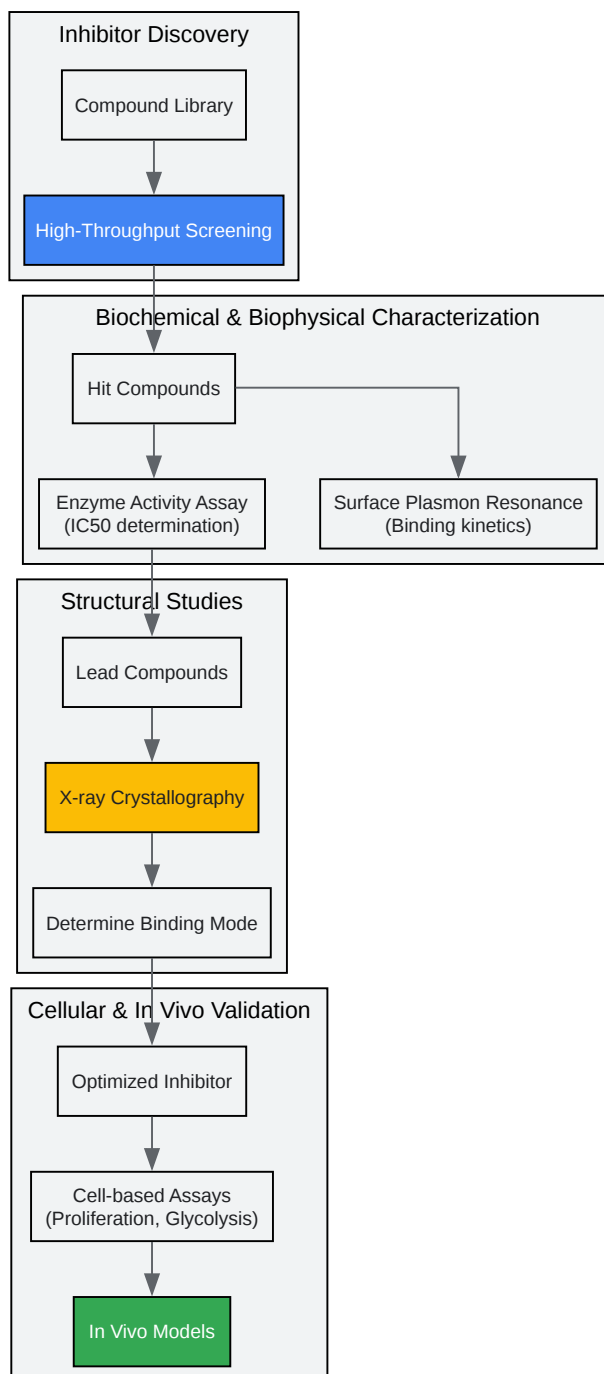 Inhibitor Discovery
Compound Library
High-Throughput Screening
Biochemical & Biophysical Characterization
Hit Compounds
Enzyme Activity Assay
(IC50 determination)
Surface Plasmon Resonance
(Binding kinetics)
Structural Studies
Lead Compounds
X-ray Crystallography
Determine Binding Mode
Cellular & In Vivo Validation
Optimized Inhibitor
Cell-based Assays
(Proliferation, Glycolysis)
In Vivo Models